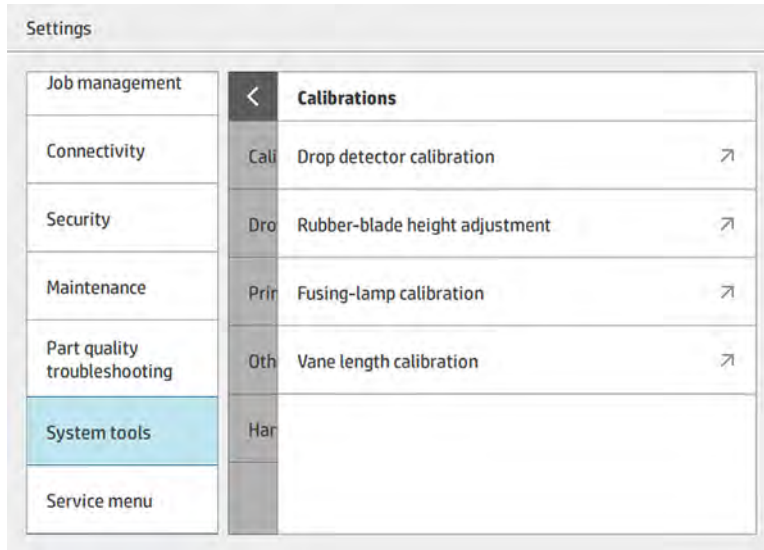 Settings
Job management
Connectivity
Security
Maintenance
Part quality
troubleshooting
System tools
Service menu
Calibrations
Cali
Drop detector calibration
Dro
Rubber-blade height adjustment
Prin
Fusing-lamp calibration
Oth
Vane length calibration
Har